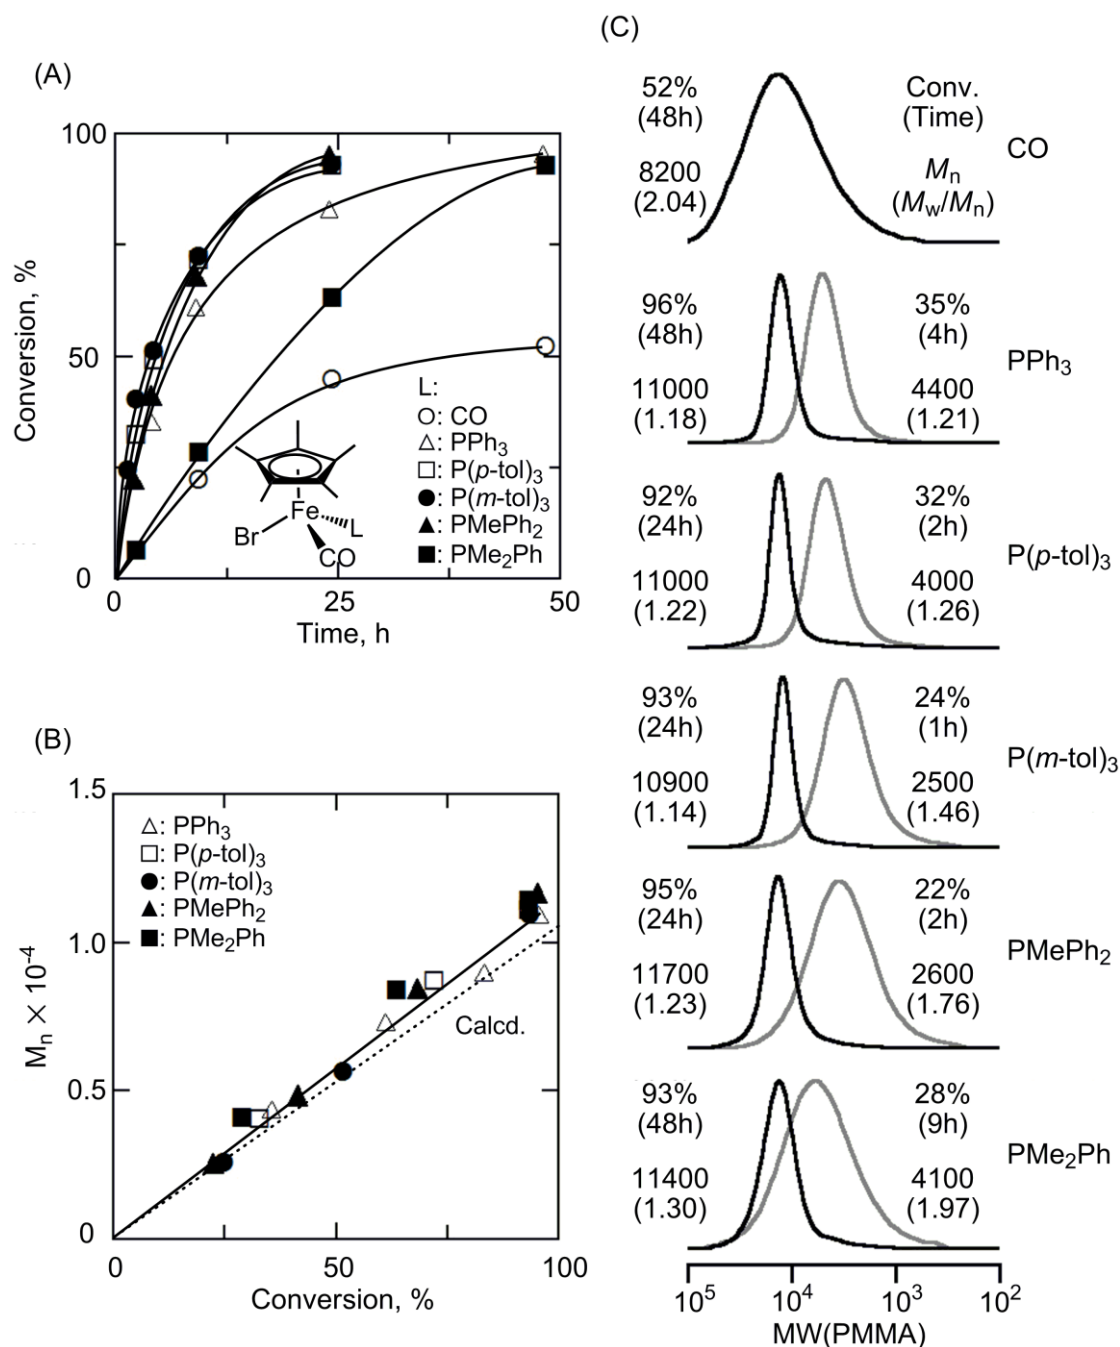 (A)
100
50
0
0
25
50
Conversion, %
Time, h
L:
○: CO
△: PPh₃
□: P(p-tol)₃
●: P(m-tol)₃
▲: PMePh₂
■: PMe₂Ph
Fe
Br
L
CO
(B)
1.5
1.0
0.5
0
0
50
100
Mₙ × 10⁻⁴
Conversion, %
△: PPh₃
□: P(p-tol)₃
●: P(m-tol)₃
▲: PMePh₂
■: PMe₂Ph
Calcd.
(C)
52%
(48h)
8200
(2.04)
Conv.
(Time)
Mₙ
(M_w/Mₙ)
CO
96%
(48h)
11000
(1.18)
35%
(4h)
4400
(1.21)
PPh₃
92%
(24h)
11000
(1.22)
32%
(2h)
4000
(1.26)
P(p-tol)₃
93%
(24h)
10900
(1.14)
24%
(1h)
2500
(1.46)
P(m-tol)₃
95%
(24h)
11700
(1.23)
22%
(2h)
2600
(1.76)
PMePh₂
93%
(48h)
11400
(1.30)
28%
(9h)
4100
(1.97)
PMe₂Ph
10⁵ 10⁴ 10³ 10²
MW(PMMA)